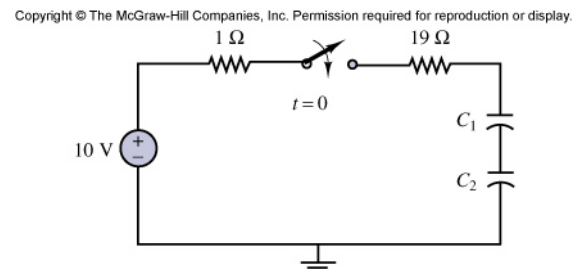 Copyright © The McGraw-Hill Companies, Inc. Permission required for reproduction or display.
1 Ω
19 Ω
t = 0
C1
10 V
+
C2